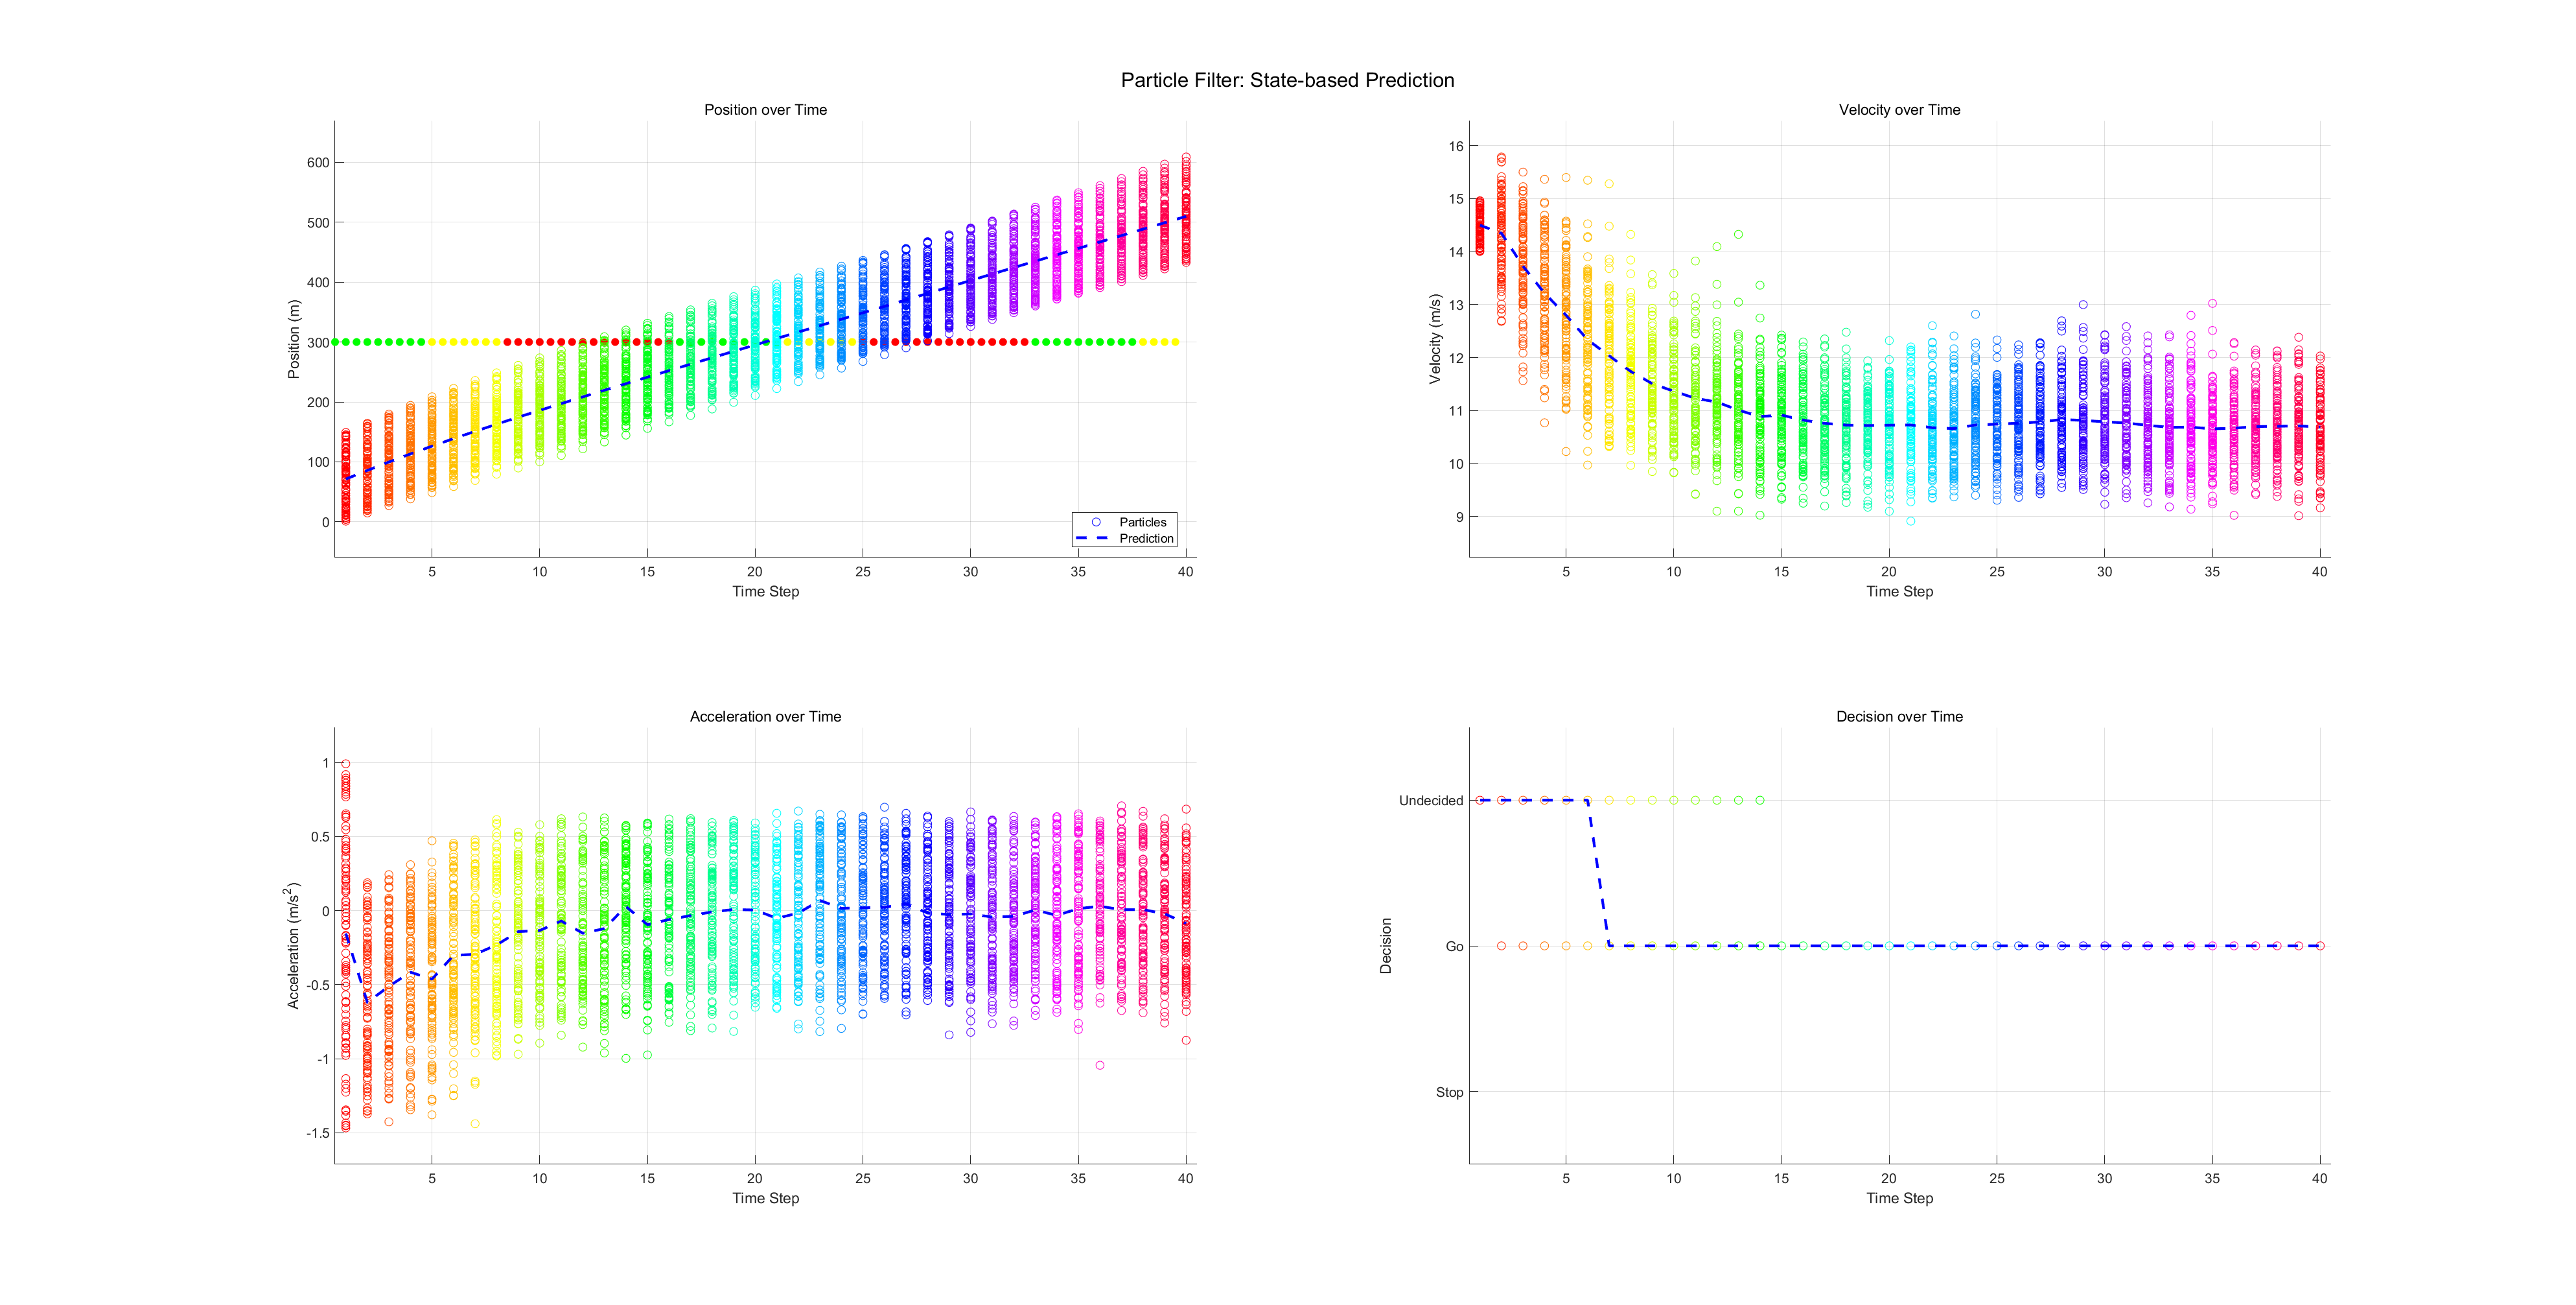 Particle Filter: State-based Prediction
Position over Time
600
500
400
300
200
100
0
Position (m)
5 10 15 20 25 30 35 40
Time Step
Particles
Prediction
Velocity over Time
16
15
14
13
12
11
10
9
Velocity (m/s)
5 10 15 20 25 30 35 40
Time Step
Acceleration over Time
1
0.5
0
-0.5
-1
-1.5
Acceleration (m/s²)
5 10 15 20 25 30 35 40
Time Step
Decision over Time
Undecided
Go
Stop
Decision
5 10 15 20 25 30 35 40
Time Step